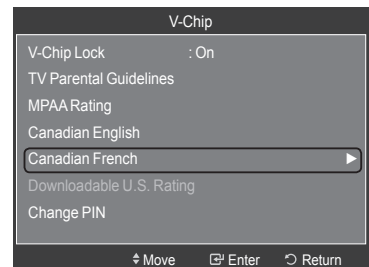 V-Chip
V-Chip Lock : On
TV Parental Guidelines
MPAA Rating
Canadian English
Canadian French ►
Downloadable U.S. Rating
Change PIN
Move Enter Return